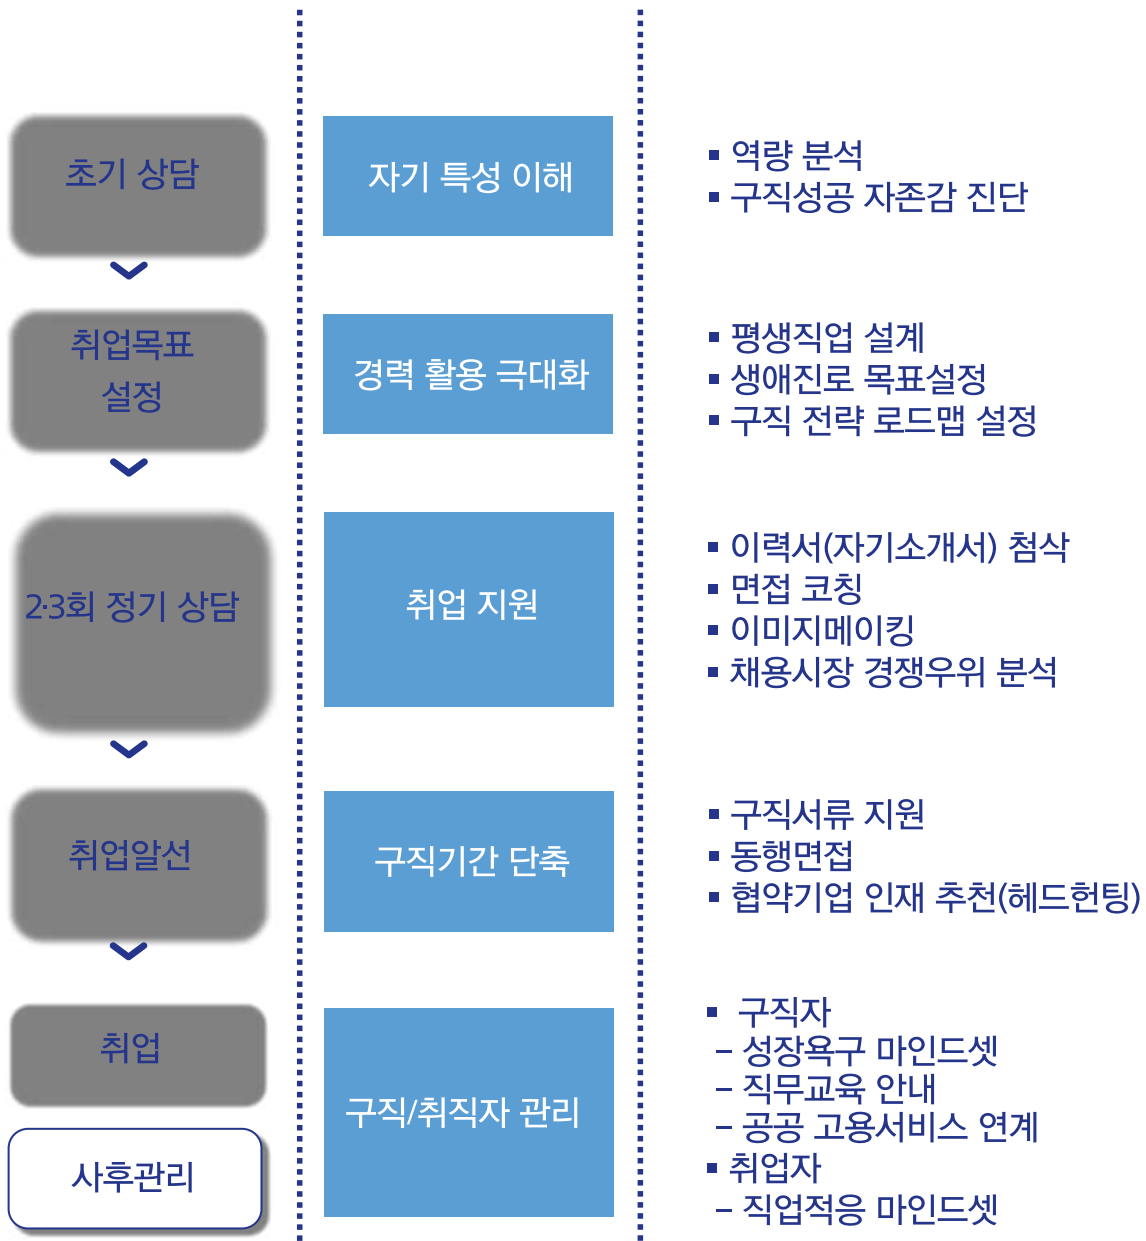 초기 상담
자기 특성 이해
▪ 역량 분석
▪ 구직성공 자존감 진단
취업목표
설정
경력 활용 극대화
▪ 평생직업 설계
▪ 생애진로 목표설정
▪ 구직 전략 로드맵 설정
2·3회 정기 상담
취업 지원
▪ 이력서(자기소개서) 첨삭
▪ 면접 코칭
▪ 이미지메이킹
▪ 채용시장 경쟁우위 분석
취업알선
구직기간 단축
▪ 구직서류 지원
▪ 동행면접
▪ 협약기업 인재 추천(헤드헌팅)
취업
사후관리
구직/취직자 관리
▪ 구직자
– 성장욕구 마인드셋
– 직무교육 안내
– 공공 고용서비스 연계
▪ 취업자
– 직업적응 마인드셋